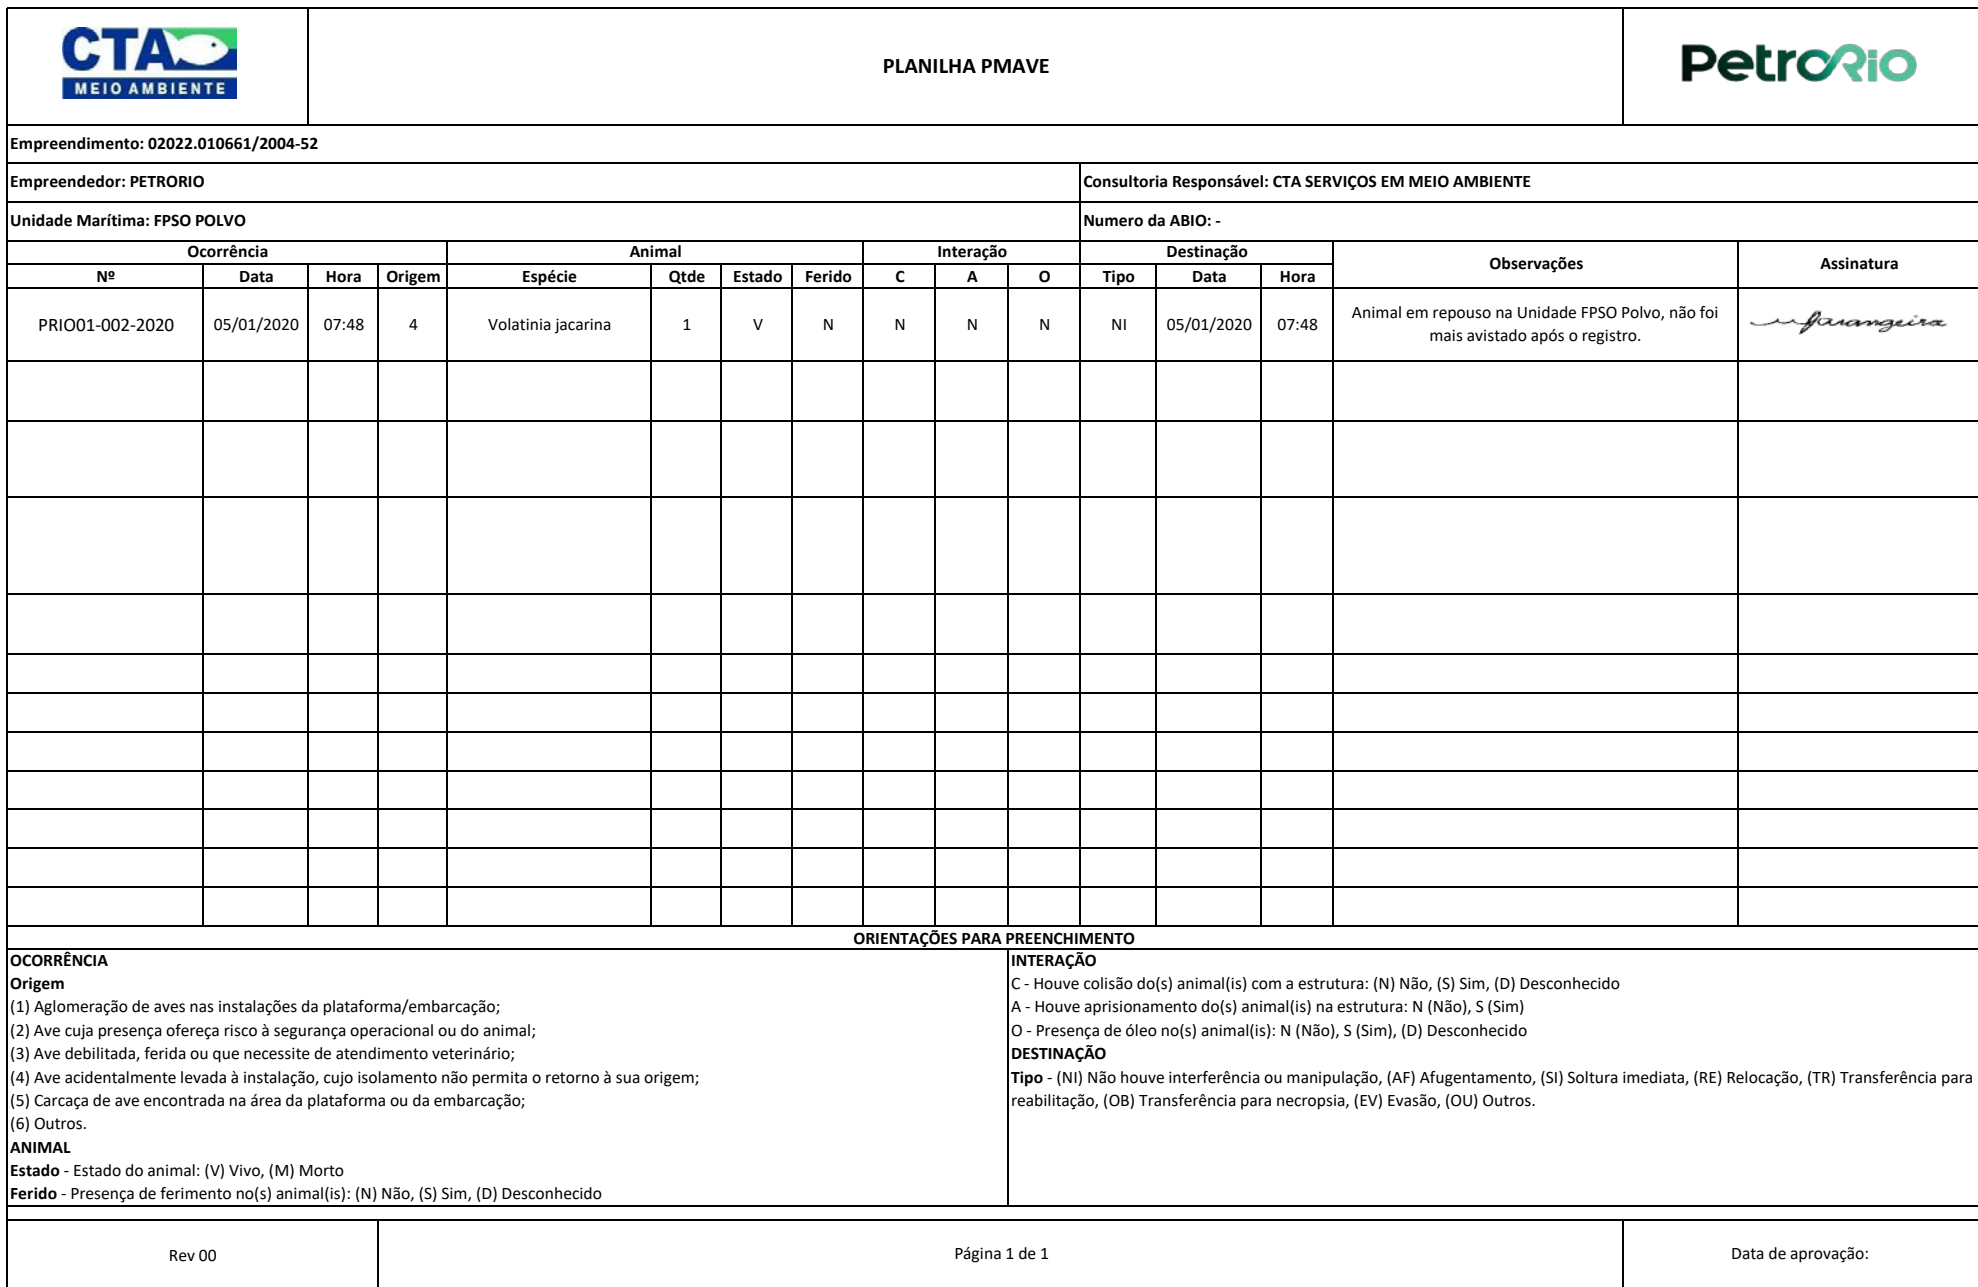 CTA
MEIO AMBIENTE
PLANILHA PMAVE
PetroRio
Empreendimento: 02022.010661/2004-52
Empreendedor: PETRORIO
Consultoria Responsável: CTA SERVIÇOS EM MEIO AMBIENTE
Unidade Marítima: FPSO POLVO
Numero da ABIO: -
Ocorrência Animal Interação Destinação Observações Assinatura
Nº Data Hora Origem Espécie Qtde Estado Ferido C A O Tipo Data Hora
PRIO01-002-2020 05/01/2020 07:48 4 Volatinia jacarina 1 V N N N N NI 05/01/2020 07:48
Animal em repouso na Unidade FPSO Polvo, não foi
mais avistado após o registro.
ORIENTAÇÕES PARA PREENCHIMENTO
OCORRÊNCIA
Origem
(1) Aglomeração de aves nas instalações da plataforma/embarcação;
(2) Ave cuja presença ofereça risco à segurança operacional ou do animal;
(3) Ave debilitada, ferida ou que necessite de atendimento veterinário;
(4) Ave acidentalmente levada à instalação, cujo isolamento não permita o retorno à sua origem;
(5) Carcaça de ave encontrada na área da plataforma ou da embarcação;
(6) Outros.
ANIMAL
Estado - Estado do animal: (V) Vivo, (M) Morto
Ferido - Presença de ferimento no(s) animal(is): (N) Não, (S) Sim, (D) Desconhecido
INTERAÇÃO
C - Houve colisão do(s) animal(is) com a estrutura: (N) Não, (S) Sim, (D) Desconhecido
A - Houve aprisionamento do(s) animal(is) na estrutura: N (Não), S (Sim)
O - Presença de óleo no(s) animal(is): N (Não), S (Sim), (D) Desconhecido
DESTINAÇÃO
Tipo - (NI) Não houve interferência ou manipulação, (AF) Afugentamento, (SI) Soltura imediata, (RE) Relocação, (TR) Transferência para
reabilitação, (OB) Transferência para necropsia, (EV) Evasão, (OU) Outros.
Rev 00
Página 1 de 1
Data de aprovação: